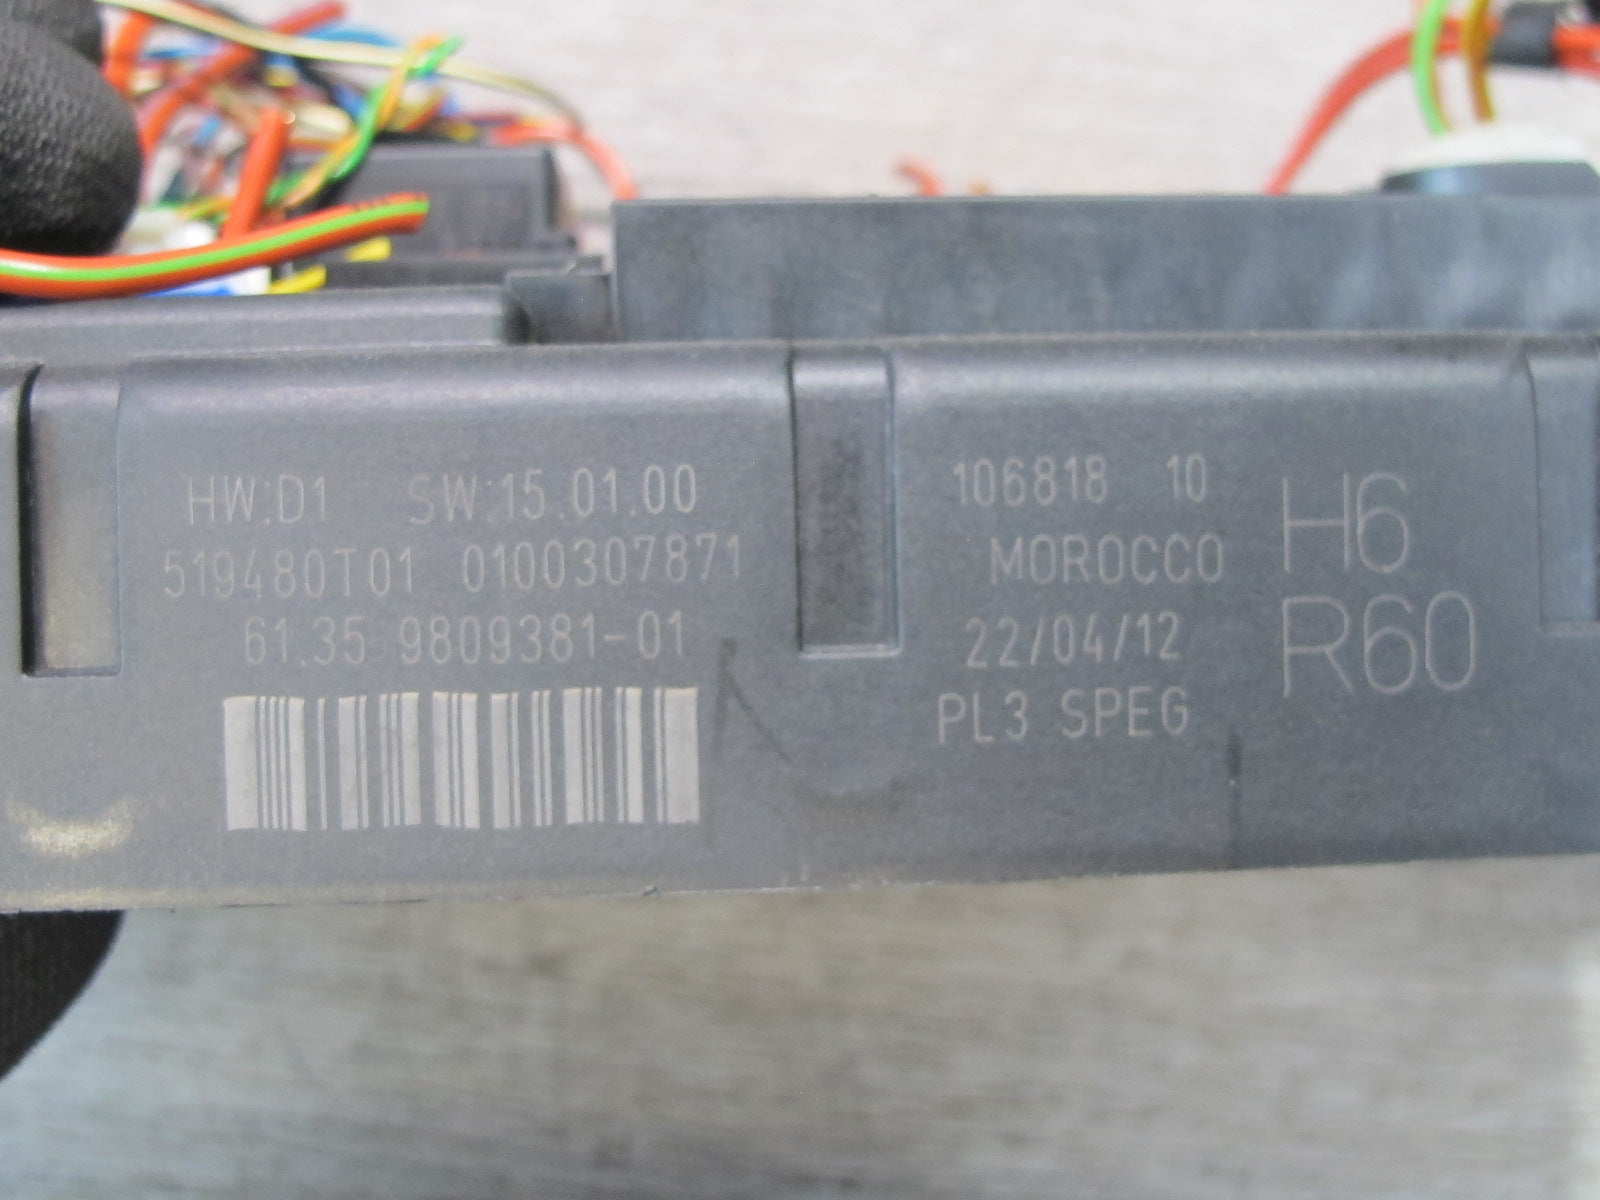 HW:D1 SW:15.01.00
519480T01 0100307871
61.35 9809381-01
106818 10
MOROCCO
22/04/12
PL3 SPEG
H6
R60